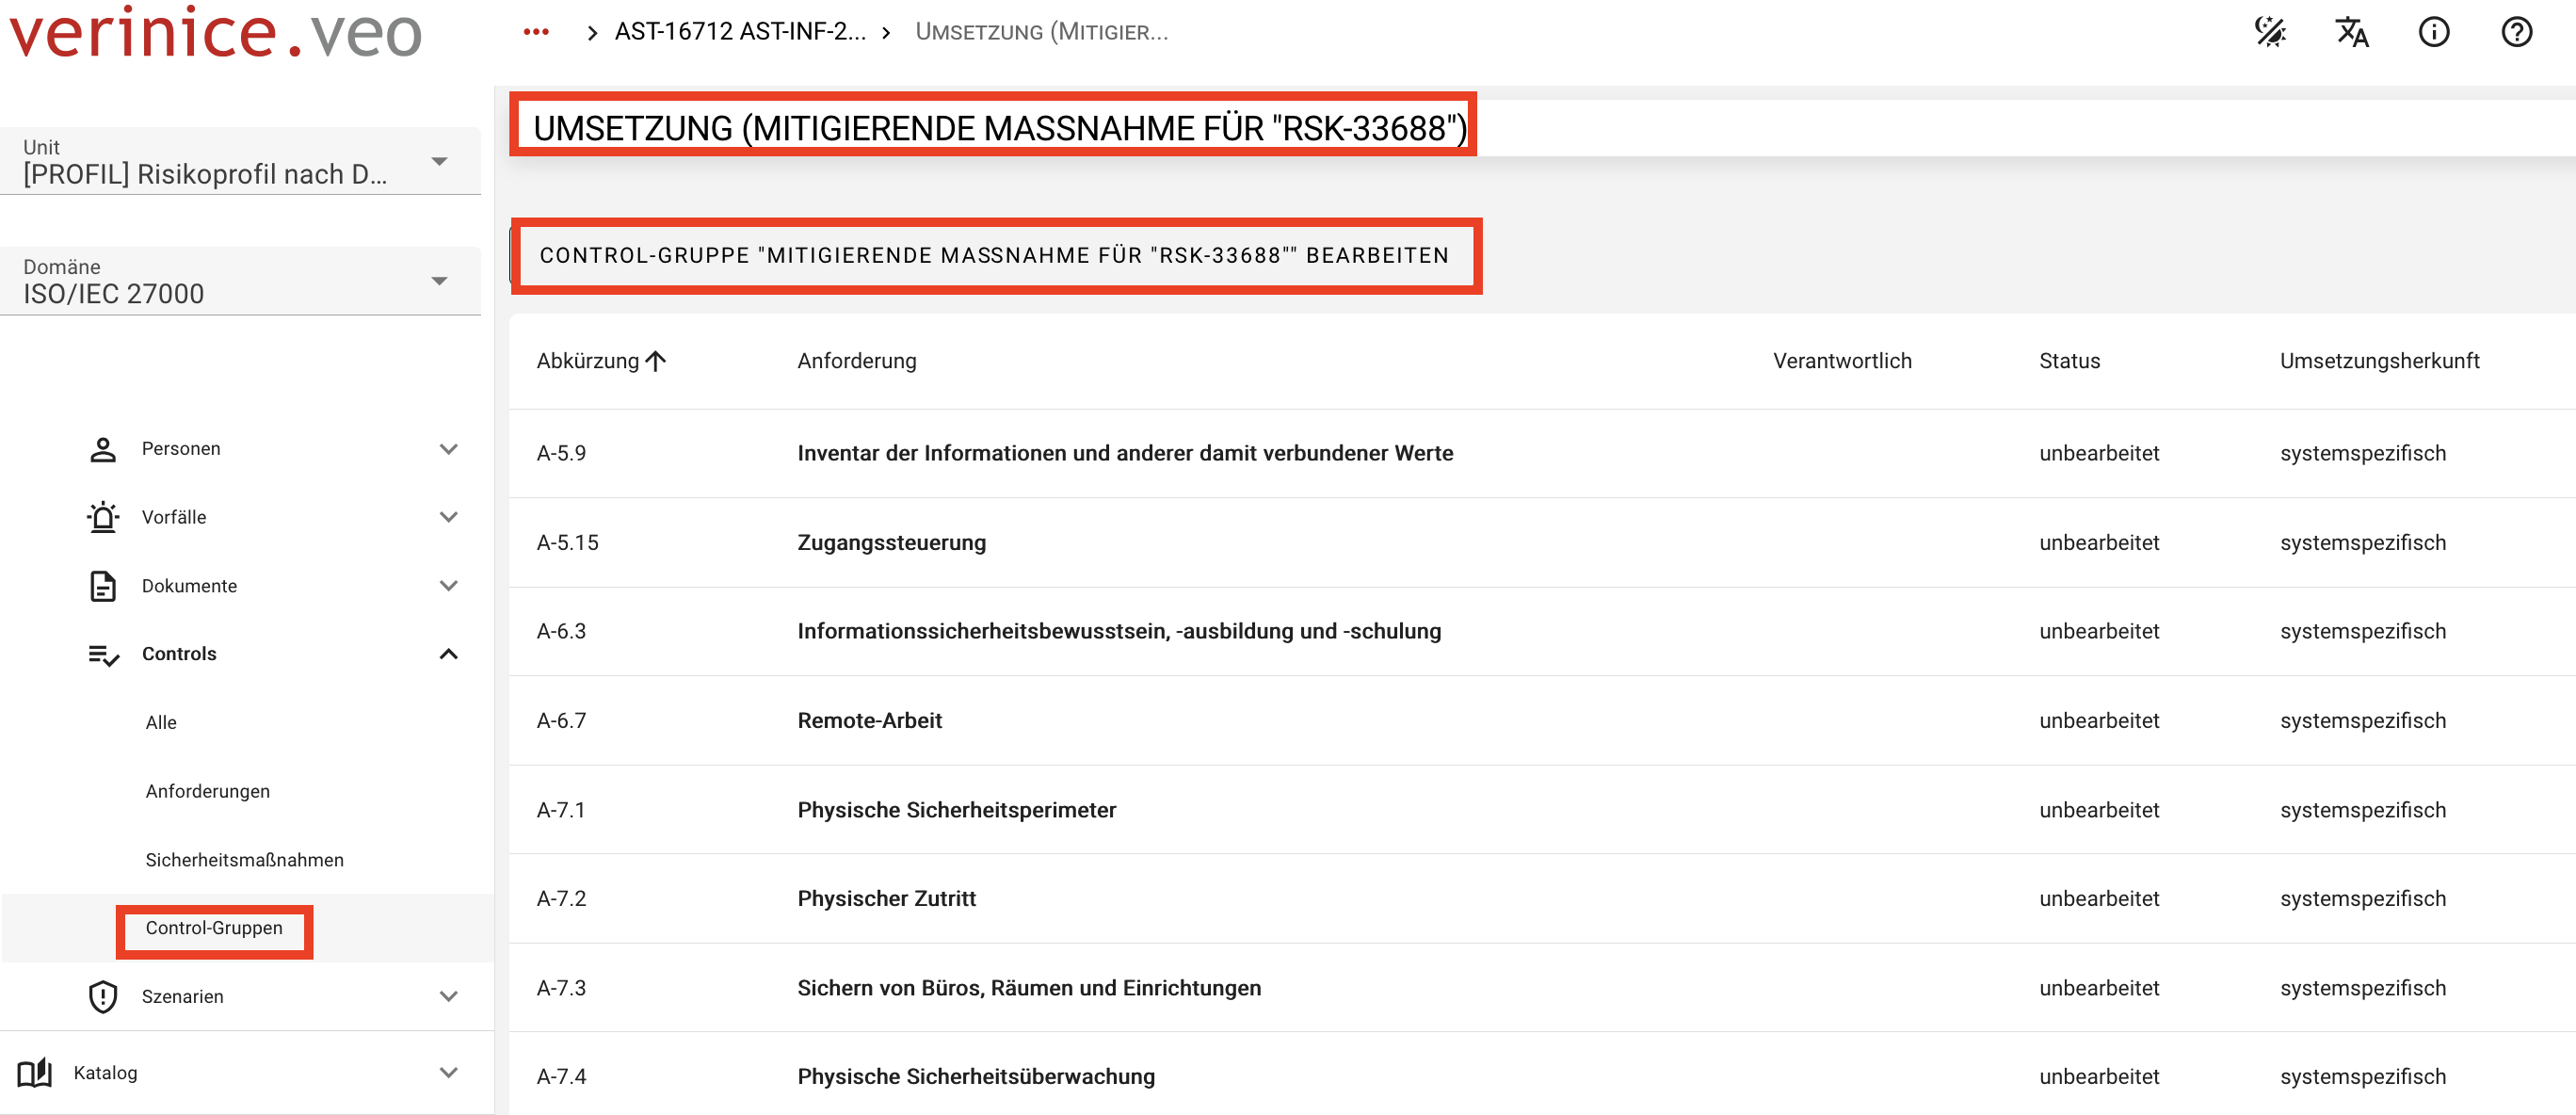 verinice.veo
••• > AST-16712 AST-INF-2... > Umsetzung (Mitigier...
Unit
[PROFIL] Risikoprofil nach D...
Domäne
ISO/IEC 27000
Personen
Vorfälle
Dokumente
Controls
Alle
Anforderungen
Sicherheitsmaßnahmen
Control-Gruppen
Szenarien
Katalog
UMSETZUNG (MITIGIERENDE MASSNAHME FÜR "RSK-33688")
CONTROL-GRUPPE "MITIGIERENDE MASSNAHME FÜR "RSK-33688"" BEARBEITEN
Abkürzung Anforderung Verantwortlich Status Umsetzungsherkunft
A-5.9 Inventar der Informationen und anderer damit verbundener Werte unbearbeitet systemspezifisch
A-5.15 Zugangssteuerung unbearbeitet systemspezifisch
A-6.3 Informationssicherheitsbewusstsein, -ausbildung und -schulung unbearbeitet systemspezifisch
A-6.7 Remote-Arbeit unbearbeitet systemspezifisch
A-7.1 Physische Sicherheitsperimeter unbearbeitet systemspezifisch
A-7.2 Physischer Zutritt unbearbeitet systemspezifisch
A-7.3 Sichern von Büros, Räumen und Einrichtungen unbearbeitet systemspezifisch
A-7.4 Physische Sicherheitsüberwachung unbearbeitet systemspezifisch